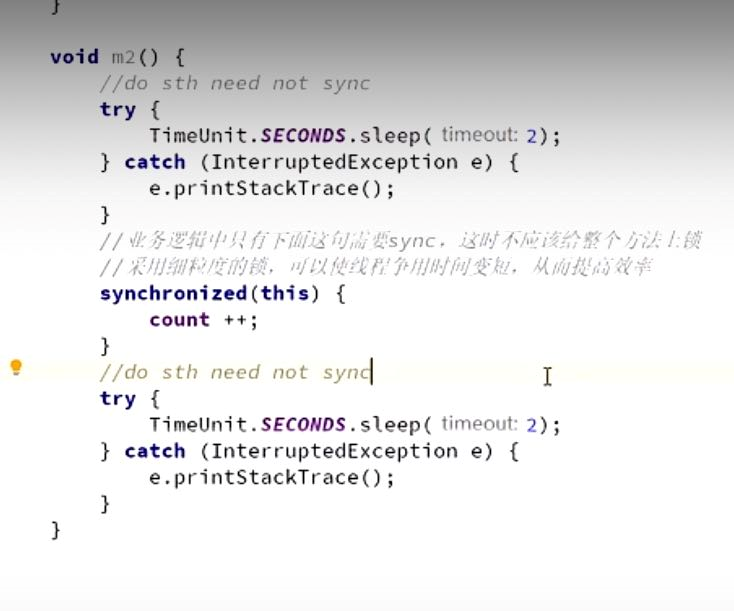 }
void m2() {
//do sth need not sync
try {
TimeUnit.SECONDS.sleep( timeout: 2);
} catch (InterruptedException e) {
e.printStackTrace();
}
//业务逻辑中只有下面这句需要sync，这时不应该给整个方法上锁
//采用细粒度的锁，可以使线程争用时间变短，从而提高效率
synchronized(this) {
count ++;
}
//do sth need not sync
try {
TimeUnit.SECONDS.sleep( timeout: 2);
} catch (InterruptedException e) {
e.printStackTrace();
}
}